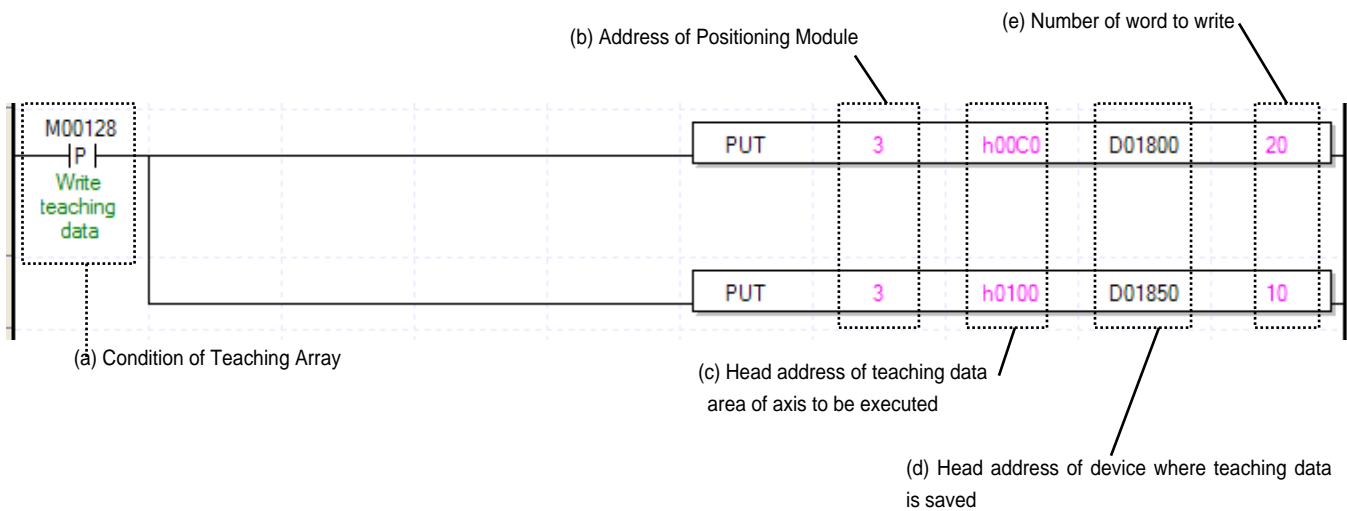 (e) Number of word to write
(b) Address of Positioning Module
M00128
P
Write
teaching
data
PUT 3 h00C0 D01800 20
PUT 3 h0100 D01850 10
(a) Condition of Teaching Array
(c) Head address of teaching data
area of axis to be executed
(d) Head address of device where teaching data
is saved